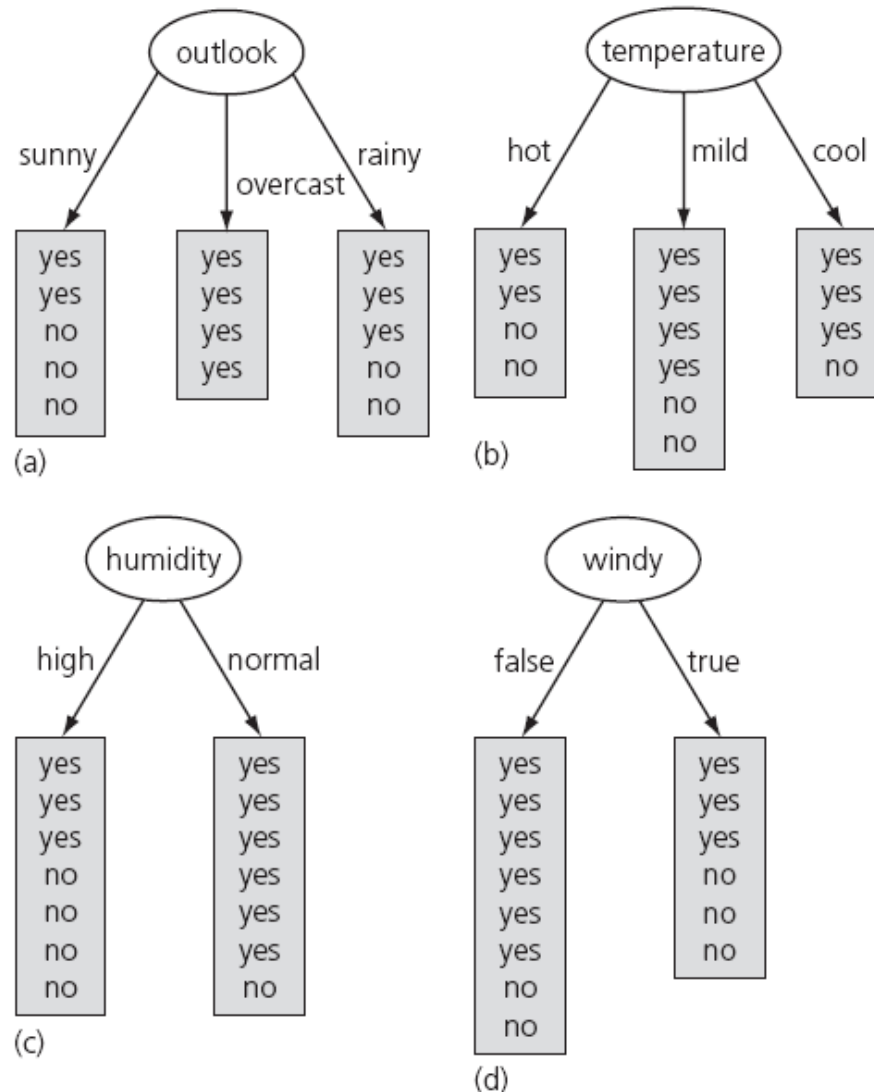 outlook
sunny
overcast
rainy
yes
yes
no
no
no
yes
yes
yes
yes
yes
yes
yes
no
no
(a)
temperature
hot
mild
cool
yes
yes
no
no
yes
yes
yes
yes
no
no
yes
yes
yes
no
(b)
humidity
high
normal
yes
yes
yes
no
no
no
no
yes
yes
yes
yes
yes
yes
no
(c)
windy
false
true
yes
yes
yes
yes
yes
yes
no
no
yes
yes
yes
no
no
no
(d)